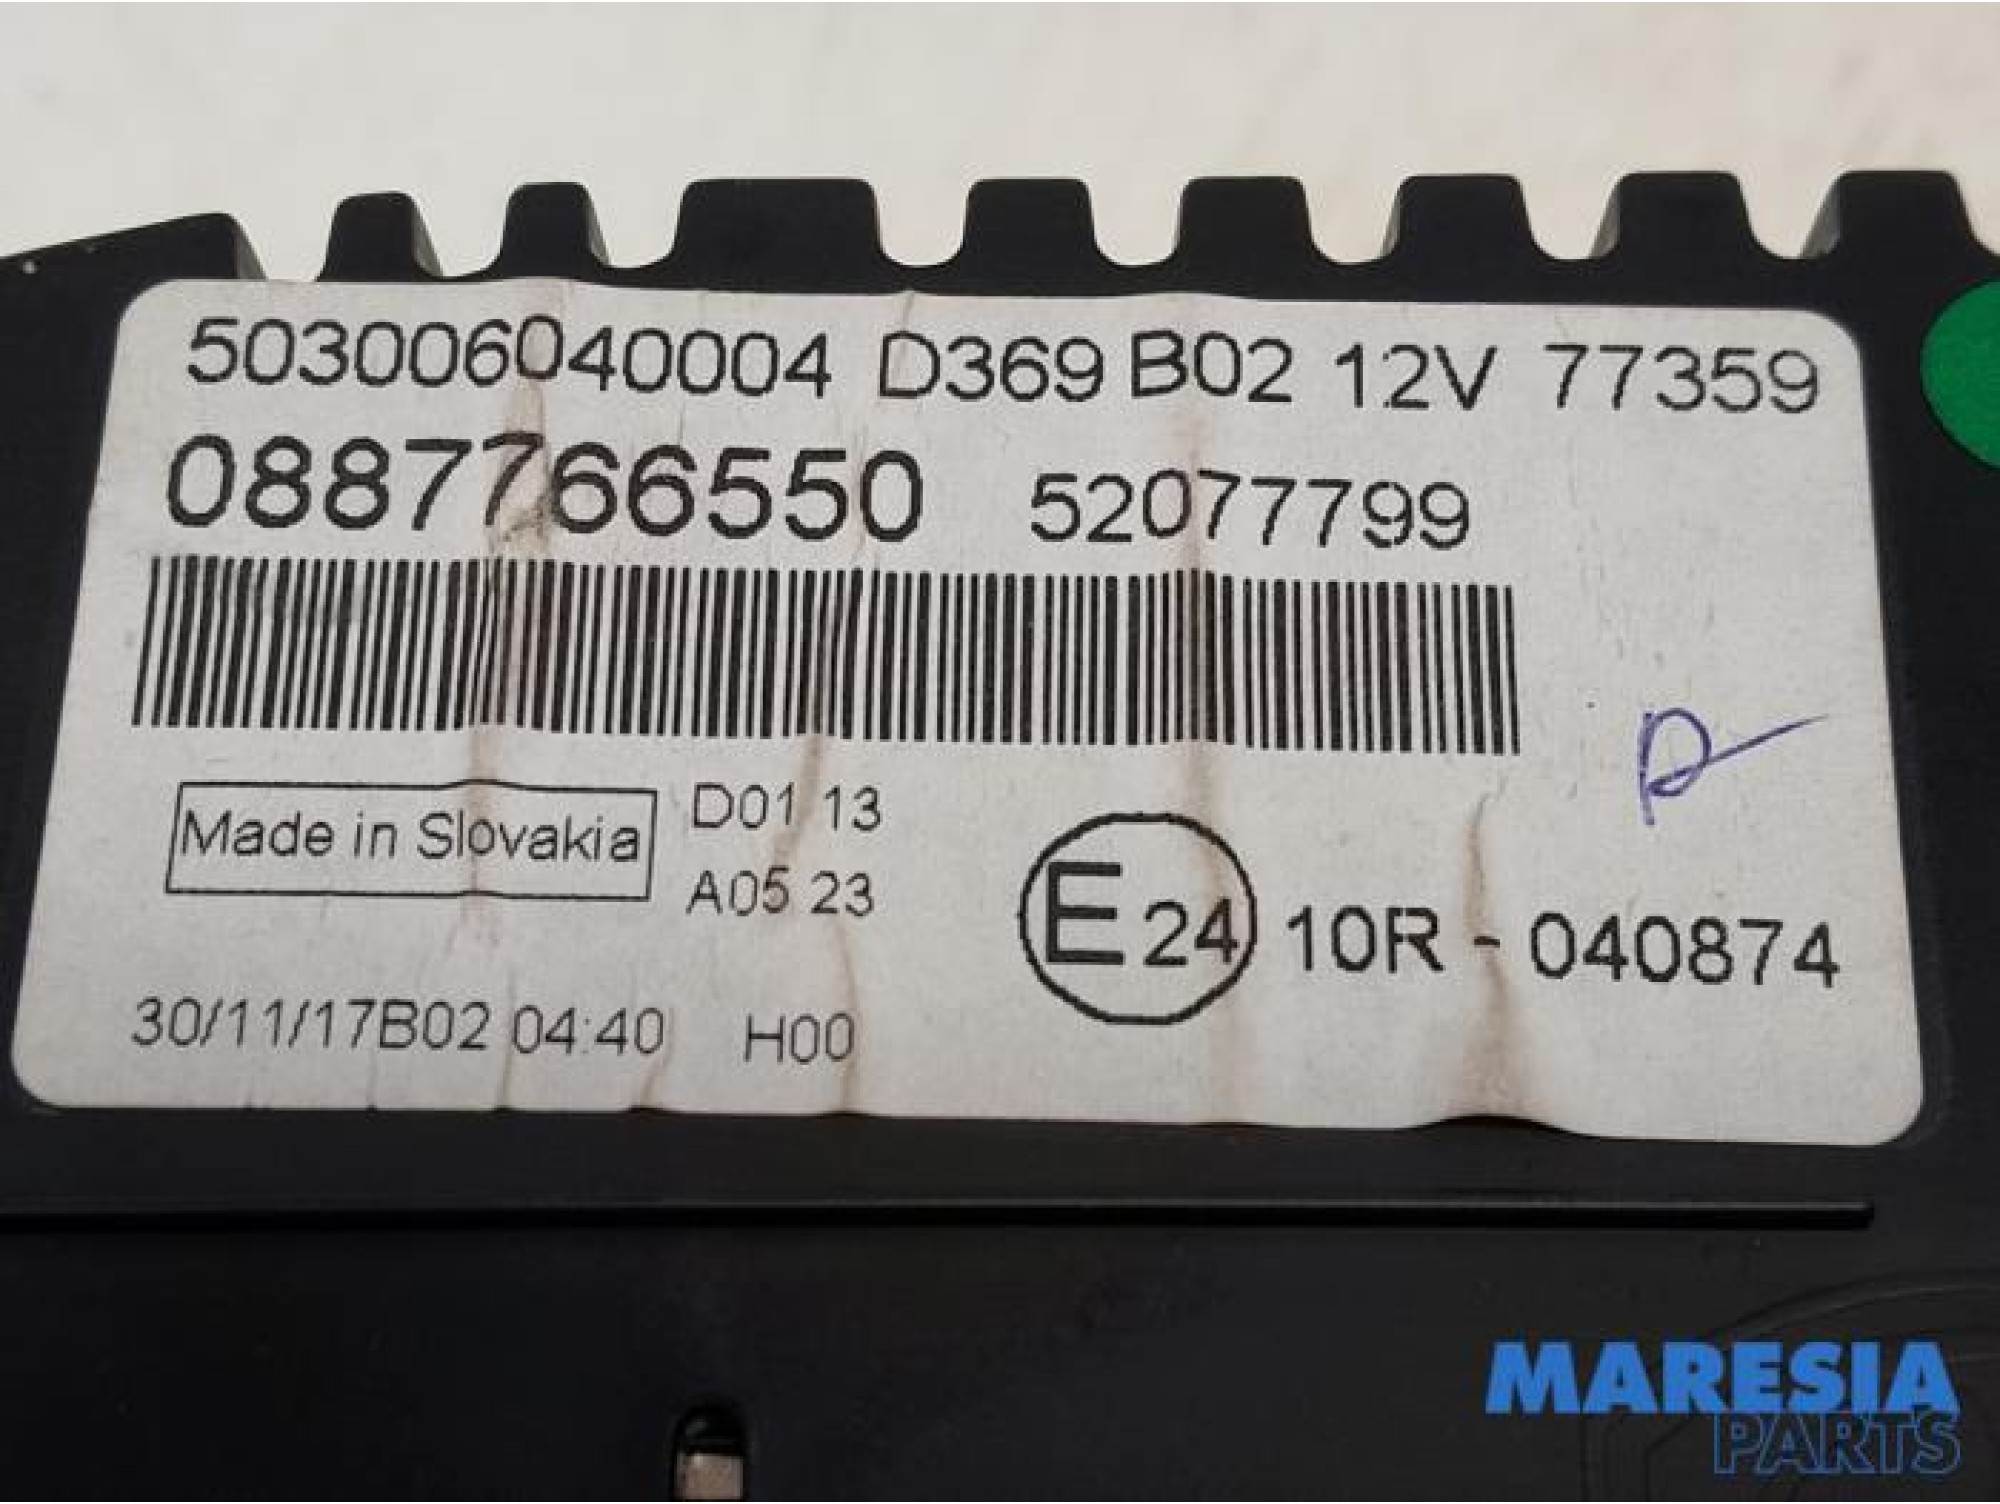 503006040004 D369 B02 12V 77359
0887766550 52077799
Made in Slovakia
D01 13
A05 23
E24 10R - 040874
30/11/17B02 04:40 H00
MARESIA
PARTS